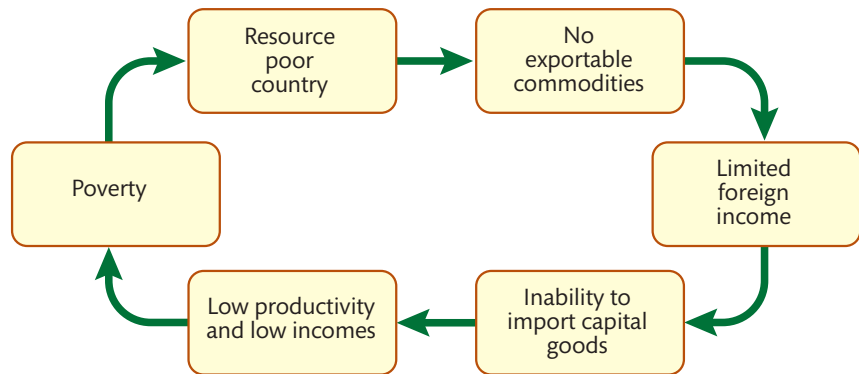 Resource
poor
country
No
exportable
commodities
Limited
foreign
income
Inability to
import capital
goods
Low productivity
and low incomes
Poverty